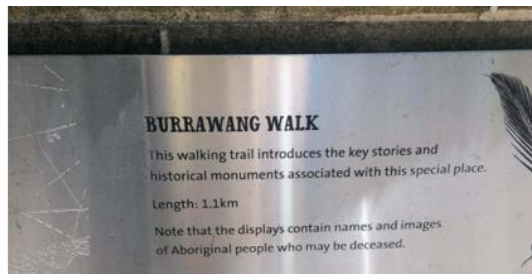 BURRAWANG WALK
This walking trail introduces the key stories and
historical monuments associated with this special place.
Length: 1.1km
Note that the displays contain names and images
of Aboriginal people who may be deceased.